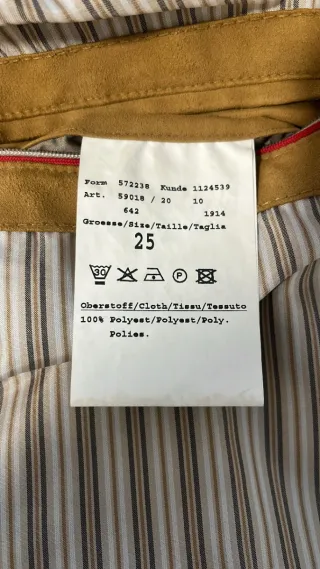 Form 572238 Kunde 1124539
Art. 59018 / 20 10
642 1914
Groesse/Size/Taille/Taglia
25
30 P
Oberstoff/Cloth/Tissu/Tessuto
100% Polyest/Polyest/Poly.
Polies.